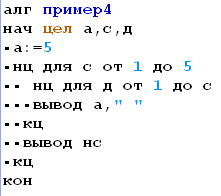 алг пример4
нач цел а,с,д
·а:=5
·нц для с от 1 до 5
·· нц для д от 1 до с
···вывод а," "
··кц
··вывод нс
·кц
кон